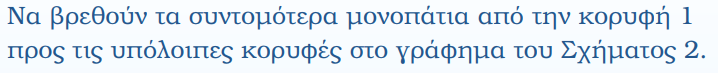 Να βρεθούν τα συντομότερα μονοπάτια από την κορυφή 1
προς τις υπόλοιπες κορυφές στο γράφημα του Σχήματος 2.